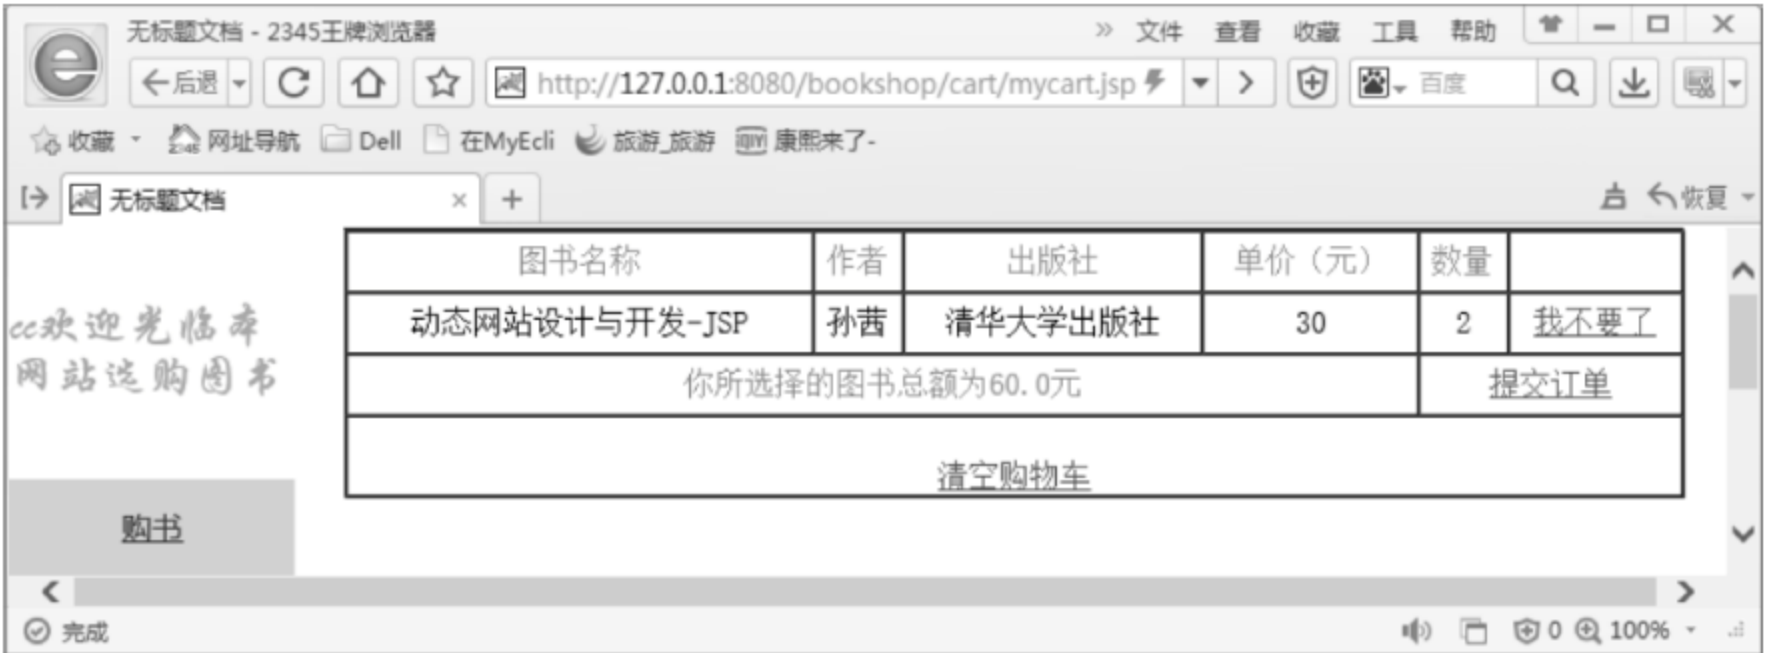 无标题文档 - 2345王牌浏览器 » 文件 查看 收藏 工具 帮助
后退 http://127.0.0.1:8080/bookshop/cart/mycart.jsp 百度
收藏 网址导航 Dell 在MyEcli 旅游_旅游 康熙来了-
无标题文档 × + 恢复
图书名称 作者 出版社 单价（元） 数量
动态网站设计与开发-JSP 孙茜 清华大学出版社 30 2 我不要了
你所选择的图书总额为60.0元 提交订单
清空购物车
cc欢迎光临本
网站选购图书
购书
完成 0 100%